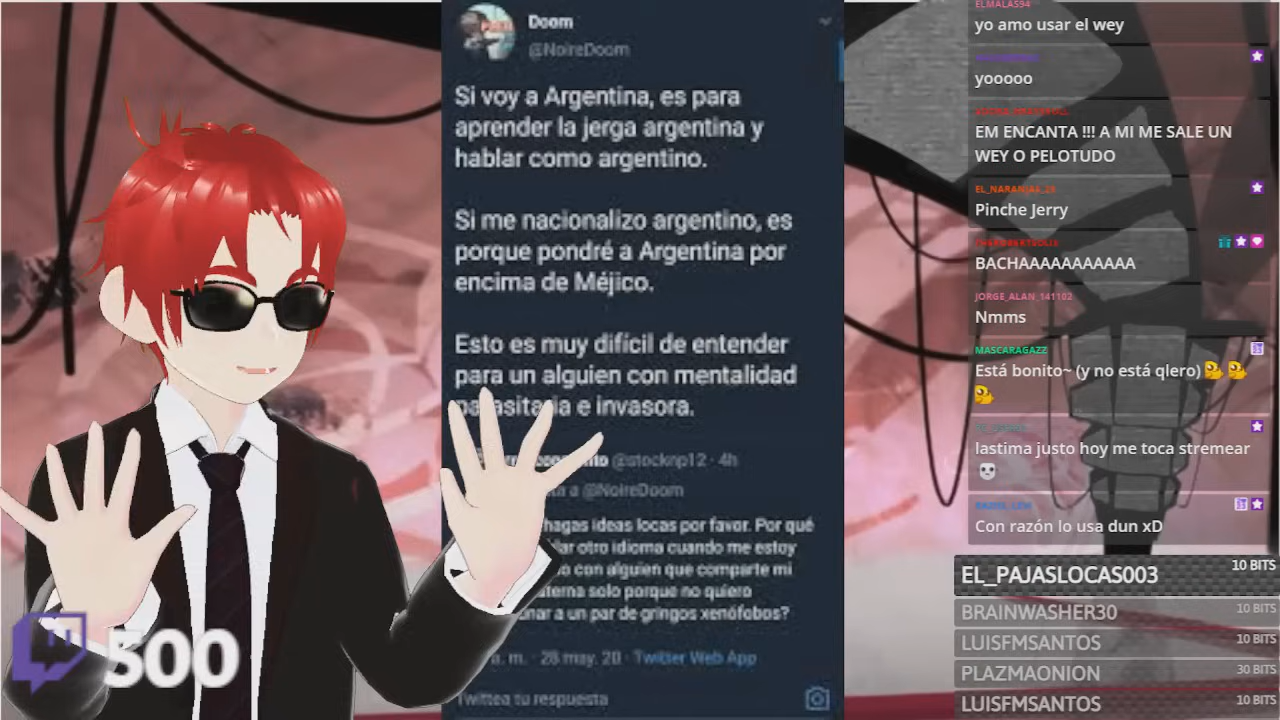 Doom
@NoireDoom
Si voy a Argentina, es para
aprender la jerga argentina y
hablar como argentino.
Si me nacionalizo argentino, es
porque pondré a Argentina por
encima de Méjico.
Esto es muy difícil de entender
para un alguien con mentalidad
e invasora.
@stocknp12 · 4h
a @NoireDoom
hagas ideas locas por favor. Por qué
otro idioma cuando me estoy
con alguien que comparte mi
solo porque no quiero
a un par de gringos xenófobos?
a. m. · 28 may. 20 · Twitter Web App
Twittea tu respuesta
500
ELMALAS94
yo amo usar el wey
yooooo
EM ENCANTA !!! A MI ME SALE UN
WEY O PELOTUDO
EL_NARANJAL_25
Pinche Jerry
BACHAAAAAAAAAAA
JORGE_ALAN_141102
Nmms
MASCARAGAZZ
Está bonito~ (y no está qlero)
lastima justo hoy me toca stremear
Con razón lo usa dun xD
EL_PAJASLOCAS003 10 BITS
BRAINWASHER30 10 BITS
LUISFMSANTOS 10 BITS
PLAZMAONION 30 BITS
LUISFMSANTOS 10 BITS